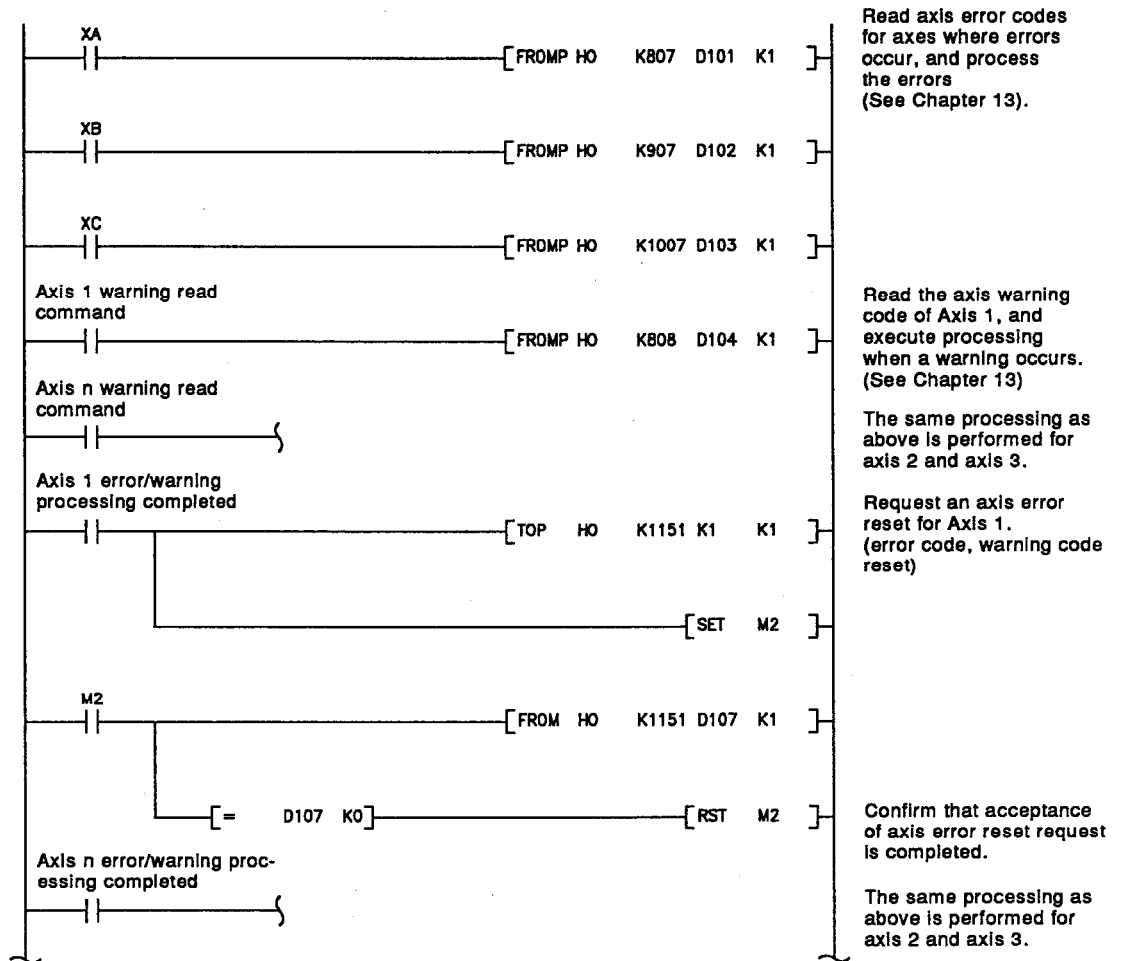 Read axis error codes
for axes where errors
occur, and process
the errors
(See Chapter 13).
XA
[FROMP HO K807 D101 K1 ]
XB
[FROMP HO K907 D102 K1 ]
XC
[FROMP HO K1007 D103 K1 ]
Axis 1 warning read
command
[FROMP HO K808 D104 K1 ]
Read the axis warning
code of Axis 1, and
execute processing
when a warning occurs.
(See Chapter 13)
Axis n warning read
command
The same processing as
above is performed for
axis 2 and axis 3.
Axis 1 error/warning
processing completed
[TOP HO K1151 K1 K1 ]
Request an axis error
reset for Axis 1.
(error code, warning code
reset)
[SET M2 ]
M2
[FROM HO K1151 D107 K1 ]
[= D107 K0]
[RST M2 ]
Confirm that acceptance
of axis error reset request
is completed.
Axis n error/warning proc-
essing completed
The same processing as
above is performed for
axis 2 and axis 3.